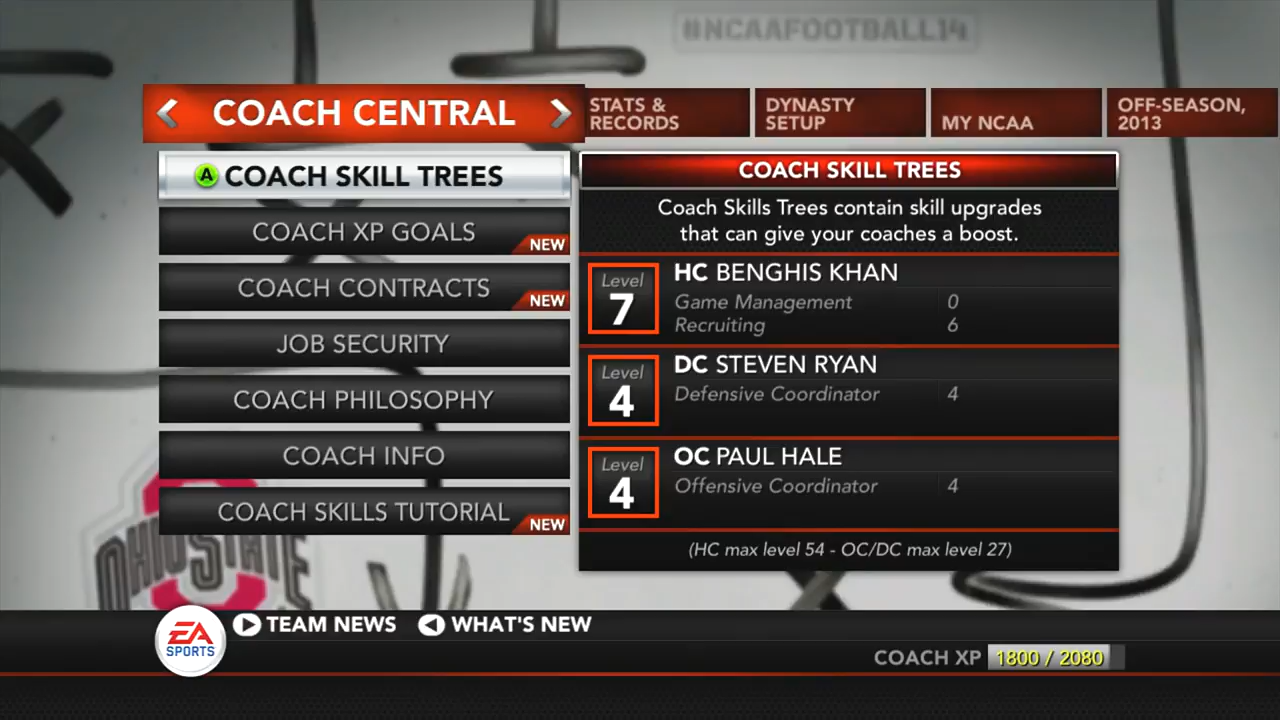 #NCAAFOOTBALL14
COACH CENTRAL
STATS &
RECORDS
DYNASTY
SETUP
MY NCAA
OFF-SEASON,
2013
A COACH SKILL TREES
COACH XP GOALS
NEW
COACH CONTRACTS
NEW
JOB SECURITY
COACH PHILOSOPHY
COACH INFO
COACH SKILLS TUTORIAL
NEW
COACH SKILL TREES
Coach Skills Trees contain skill upgrades
that can give your coaches a boost.
Level
7
HC BENGHIS KHAN
Game Management 0
Recruiting 6
Level
4
DC STEVEN RYAN
Defensive Coordinator 4
Level
4
OC PAUL HALE
Offensive Coordinator 4
(HC max level 54 - OC/DC max level 27)
OHIO STATE
EA
SPORTS
TEAM NEWS
WHAT'S NEW
COACH XP 1800 / 2080